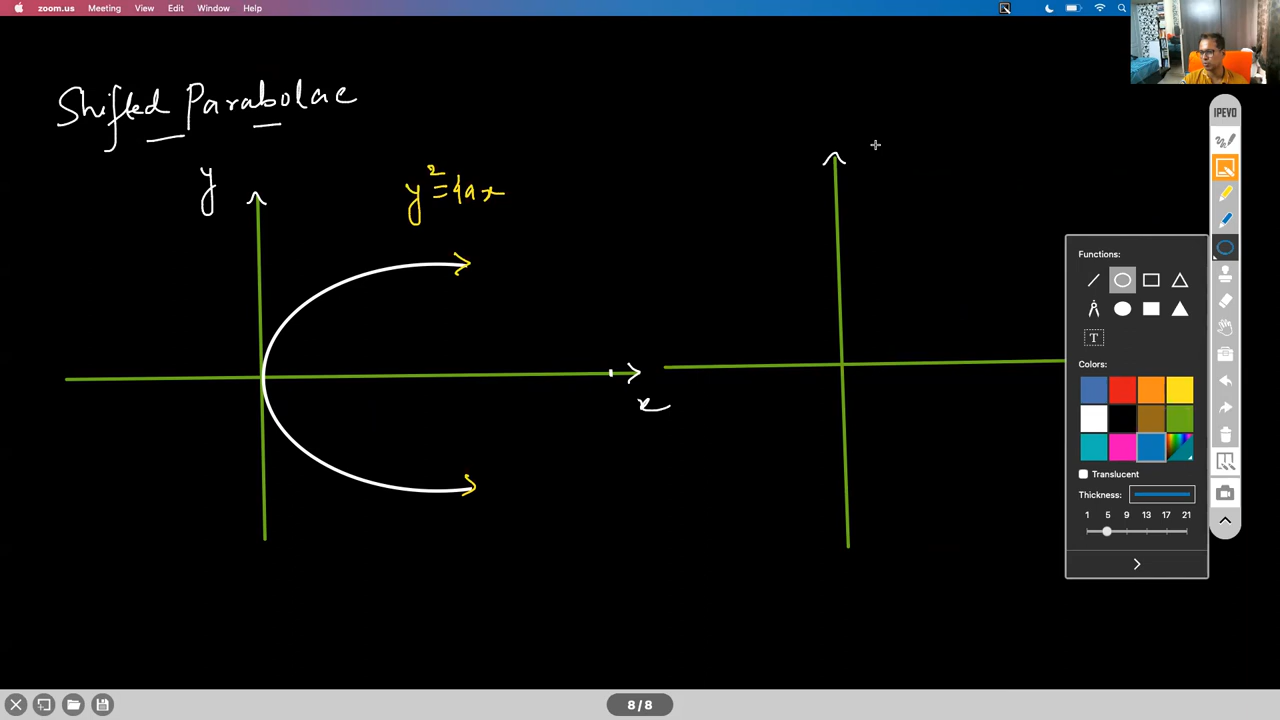 zoom.us Meeting View Edit Window Help
Shifted Parabolae
y
y² = 4ax
x
IPEVO
Functions:
T
Colors:
Translucent
Thickness:
1 5 9 13 17 21
8 / 8